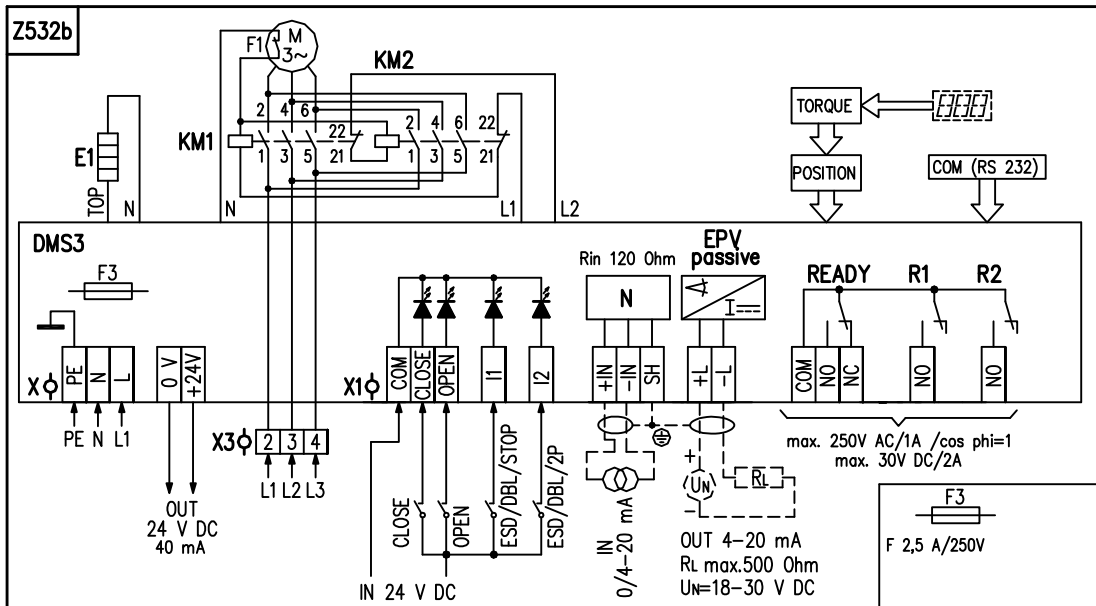 Z532b
F1
M
3~
KM2
2 4 6
22
2 4 6
22
KM1
1 3 5
21
1 3 5
21
E1
TOP
N
N
L1
L2
TORQUE
POSITION
COM (RS 232)
DMS3
F3
Rin 120 Ohm
N
EPV
passive
I
READY
R1
R2
X
PE
N
L
0 V
+24V
X1
COM
CLOSE
OPEN
I1
I2
+IN
-IN
SH
+L
-L
COM
NO
NC
NO
NO
PE N L1
X3
2 3 4
L1 L2 L3
OUT
24 V DC
40 mA
CLOSE
OPEN
ESD/DBL/STOP
ESD/DBL/2P
IN 24 V DC
IN
0/4-20 mA
+
UN
-
RL
OUT 4-20 mA
RL max.500 Ohm
UN=18-30 V DC
max. 250V AC/1A /cos phi=1
max. 30V DC/2A
F3
F 2,5 A/250V